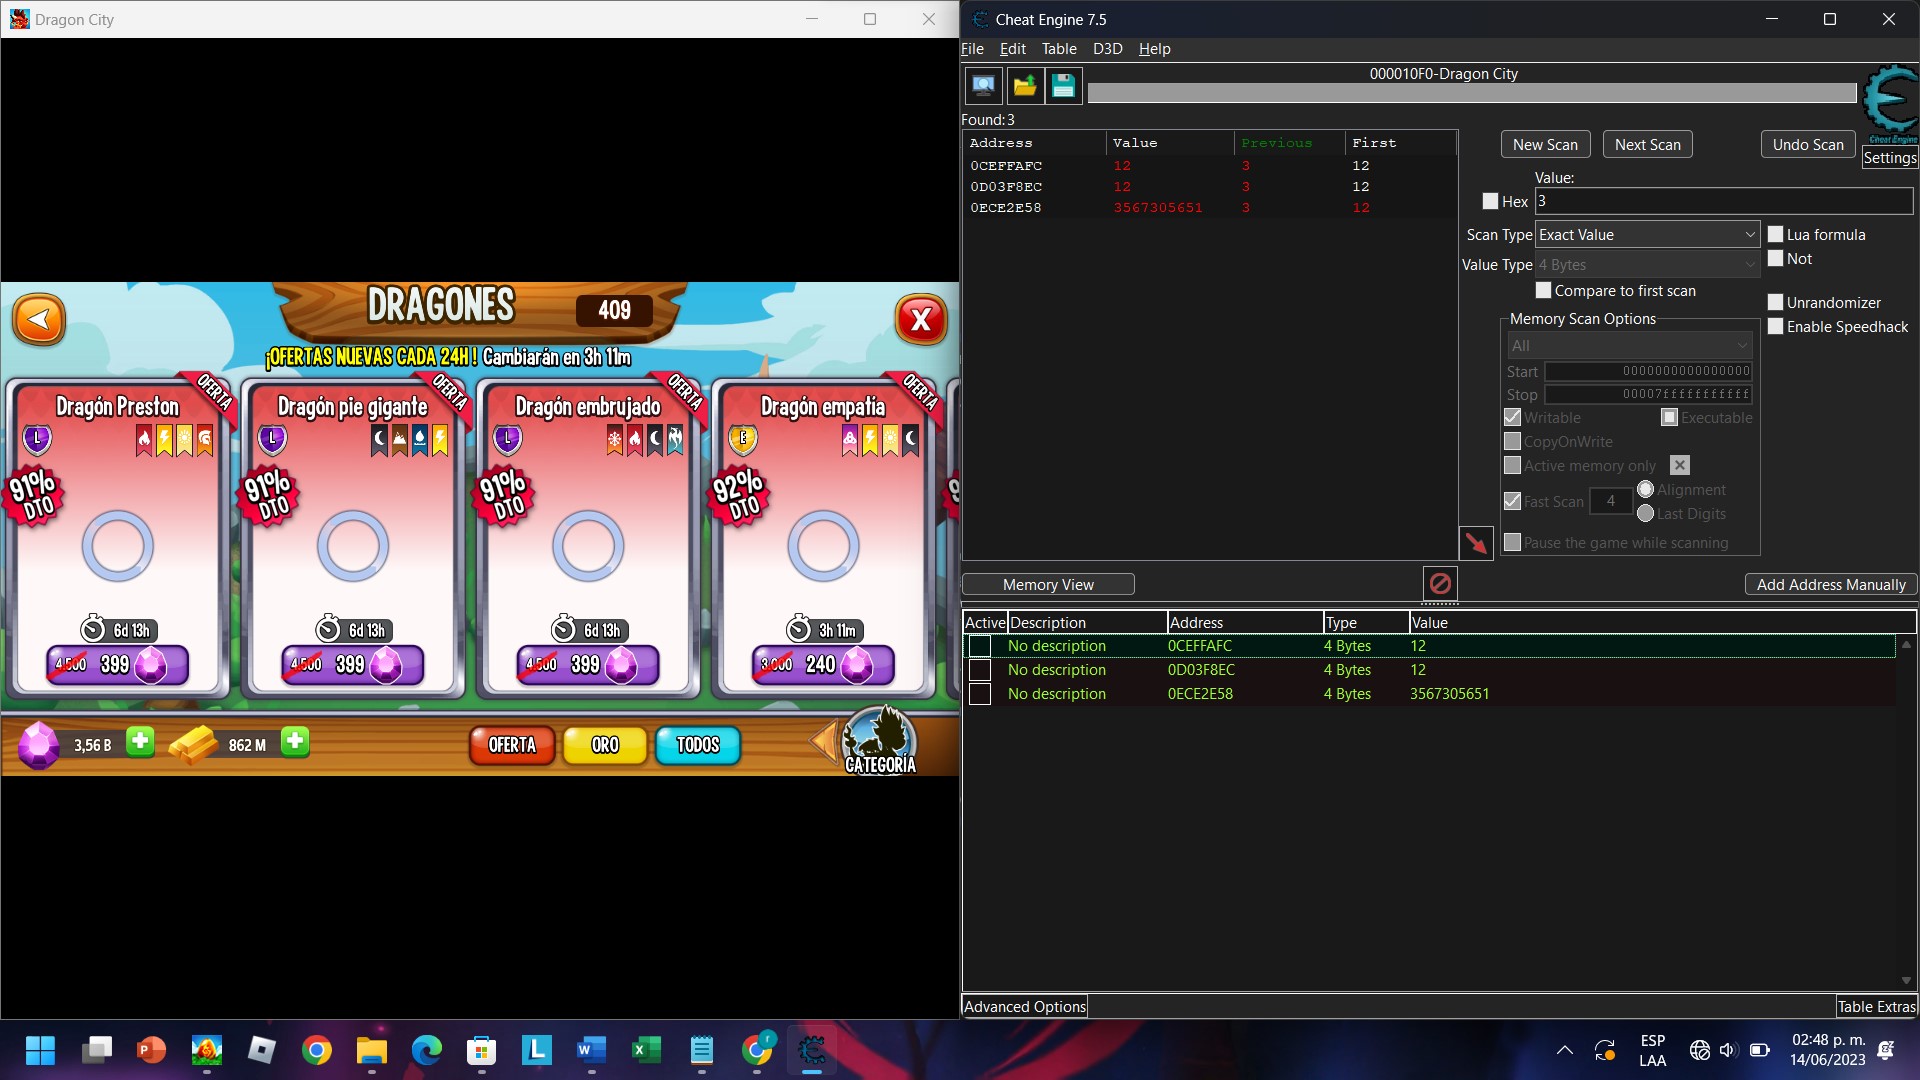 Dragon City
DRAGONES
409
¡OFERTAS NUEVAS CADA 24H! Cambiarán en 3h 11m
OFERTA
Dragón Preston
L
91%
DTO
6d 13h
4.500 399
OFERTA
Dragón pie gigante
L
91%
DTO
6d 13h
4.500 399
OFERTA
Dragón embrujado
L
91%
DTO
6d 13h
4.500 399
OFERTA
Dragón empatía
E
92%
DTO
3h 11m
3.000 240
9
3,56 B
862 M
OFERTA
ORO
TODOS
CATEGORÍA
Cheat Engine 7.5
File Edit Table D3D Help
000010F0-Dragon City
Cheat Engine
Settings
Found:3
Address Value Previous First
0CEFFAFC 12 3 12
0D03F8EC 12 3 12
0ECE2E58 3567305651 3 12
New Scan
Next Scan
Undo Scan
Value:
Hex
3
Scan Type Exact Value
Lua formula
Value Type 4 Bytes
Not
Compare to first scan
Memory Scan Options
All
Unrandomizer
Enable Speedhack
Start 0000000000000000
Stop 00007fffffffffff
Writable
Executable
CopyOnWrite
Active memory only
Fast Scan 4
Alignment
Last Digits
Pause the game while scanning
Memory View
Add Address Manually
Active Description Address Type Value
No description 0CEFFAFC 4 Bytes 12
No description 0D03F8EC 4 Bytes 12
No description 0ECE2E58 4 Bytes 3567305651
Advanced Options
Table Extras
P
L
W
X
r
ESP
LAA
02:48 p. m.
14/06/2023